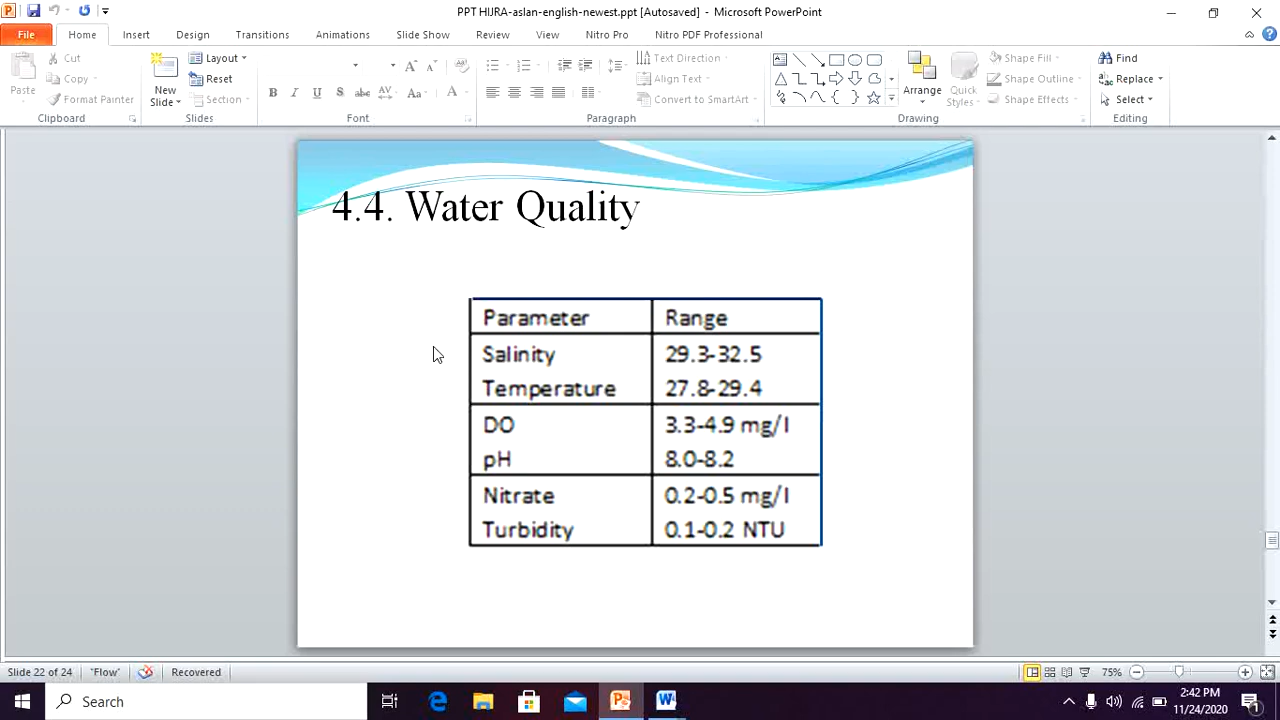 PPT HIJRA-aslan-english-newest.ppt [Autosaved] - Microsoft PowerPoint
File Home Insert Design Transitions Animations Slide Show Review View Nitro Pro Nitro PDF Professional
Paste
Cut
Copy
Format Painter
Clipboard
New Slide
Layout
Reset
Section
Slides
B I U S abc AV Aa A
Font
Text Direction
Align Text
Convert to SmartArt
Paragraph
Arrange
Quick Styles
Shape Fill
Shape Outline
Shape Effects
Drawing
Find
Replace
Select
Editing
4.4. Water Quality
Parameter Range
Salinity 29.3-32.5
Temperature 27.8-29.4
DO 3.3-4.9 mg/l
pH 8.0-8.2
Nitrate 0.2-0.5 mg/l
Turbidity 0.1-0.2 NTU
Slide 22 of 24 "Flow" Recovered 75%
Search 2:42 PM
11/24/2020